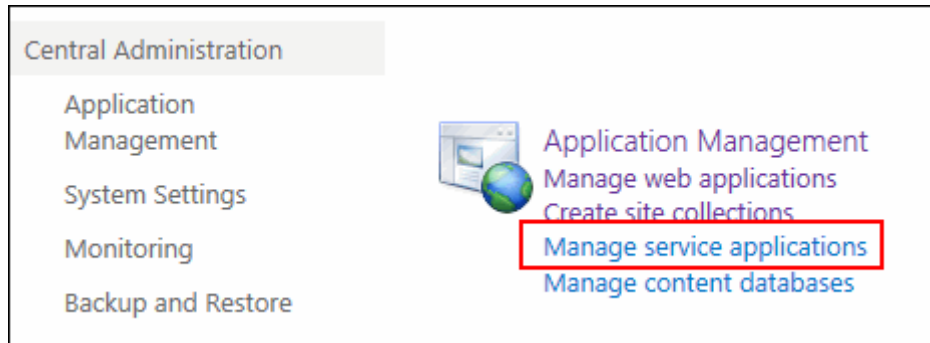 Central Administration
Application
Management
System Settings
Monitoring
Backup and Restore
Application Management
Manage web applications
Create site collections
Manage service applications
Manage content databases